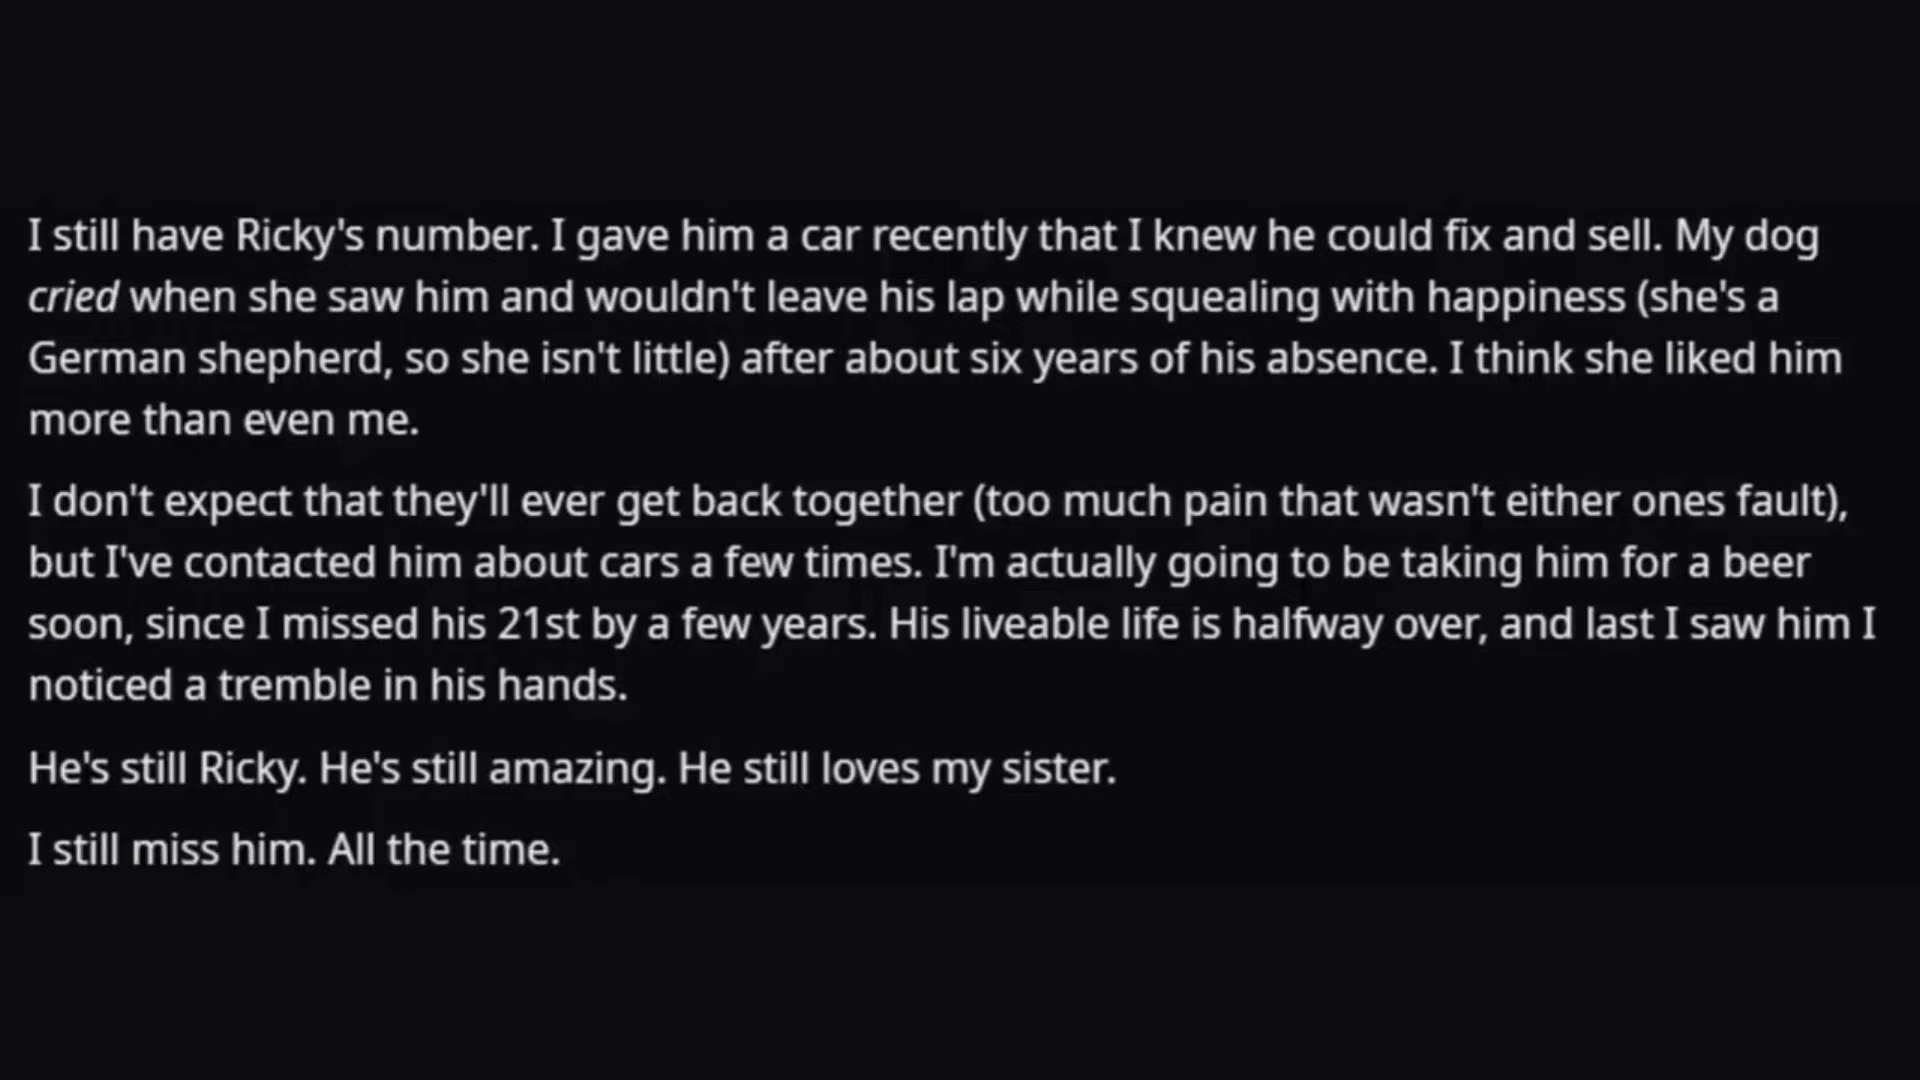 I still have Ricky's number. I gave him a car recently that I knew he could fix and sell. My dog
cried when she saw him and wouldn't leave his lap while squealing with happiness (she's a
German shepherd, so she isn't little) after about six years of his absence. I think she liked him
more than even me.
I don't expect that they'll ever get back together (too much pain that wasn't either ones fault),
but I've contacted him about cars a few times. I'm actually going to be taking him for a beer
soon, since I missed his 21st by a few years. His liveable life is halfway over, and last I saw him I
noticed a tremble in his hands.
He's still Ricky. He's still amazing. He still loves my sister.
I still miss him. All the time.